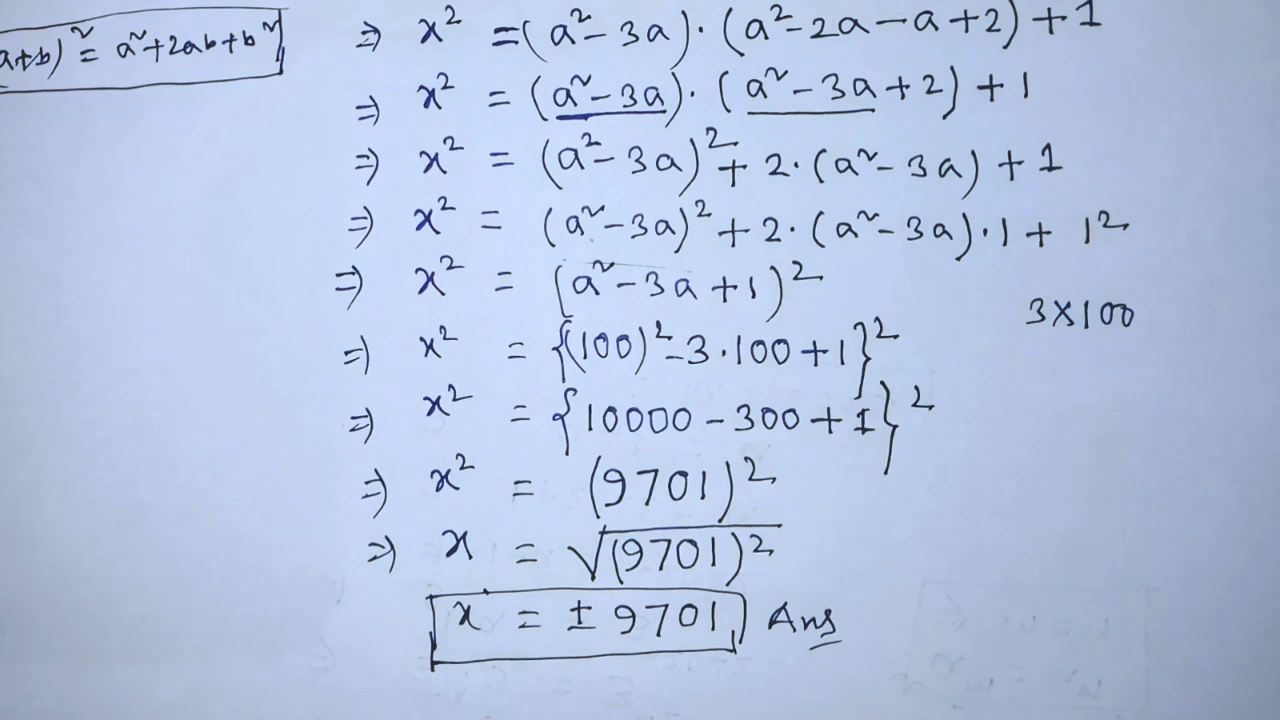 (a+b)² = a²+2ab+b²
⇒ x² = (a²-3a)·(a²-2a-a+2)+1
⇒ x² = (a²-3a)·(a²-3a+2)+1
⇒ x² = (a²-3a)²+2·(a²-3a)+1
⇒ x² = (a²-3a)²+2·(a²-3a)·1+1²
⇒ x² = (a²-3a+1)²
3×100
⇒ x² = {(100)²-3·100+1}²
⇒ x² = {10000-300+1}²
⇒ x² = (9701)²
⇒ x = √(9701)²
x = ±9701 Ans